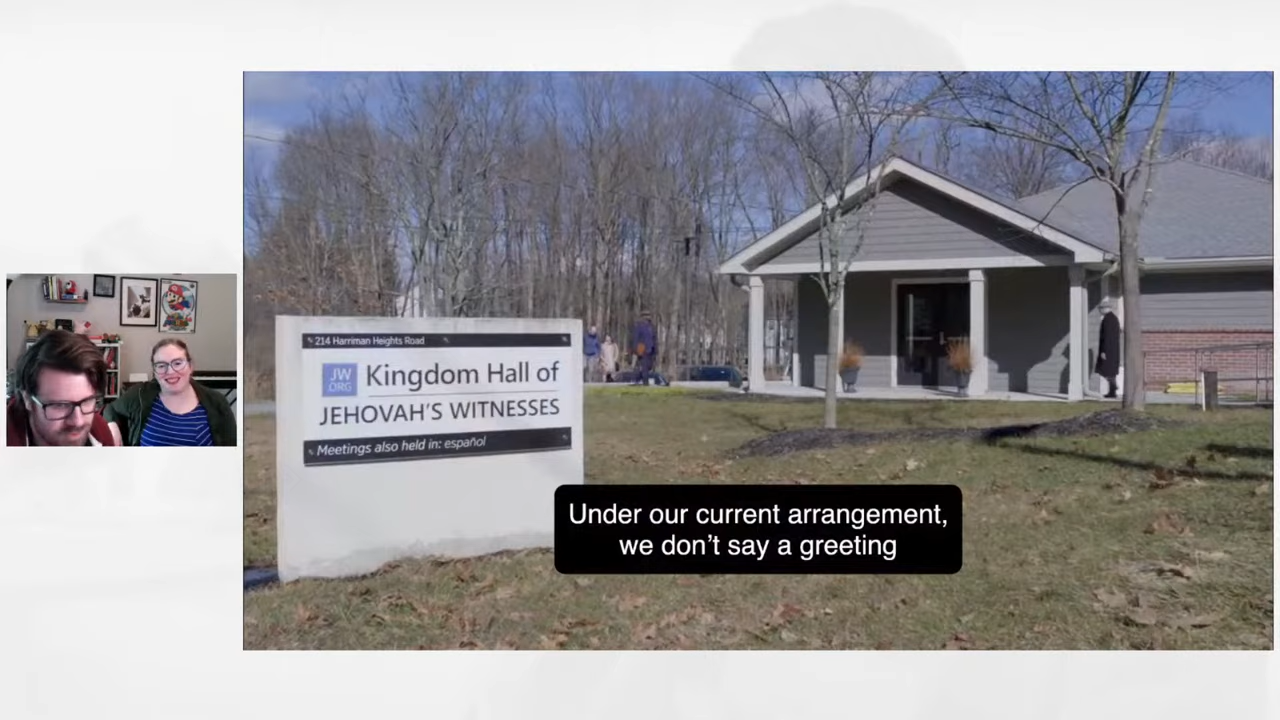 214 Harriman Heights Road
JW
ORG
Kingdom Hall of
JEHOVAH'S WITNESSES
Meetings also held in: español
Under our current arrangement,
we don't say a greeting